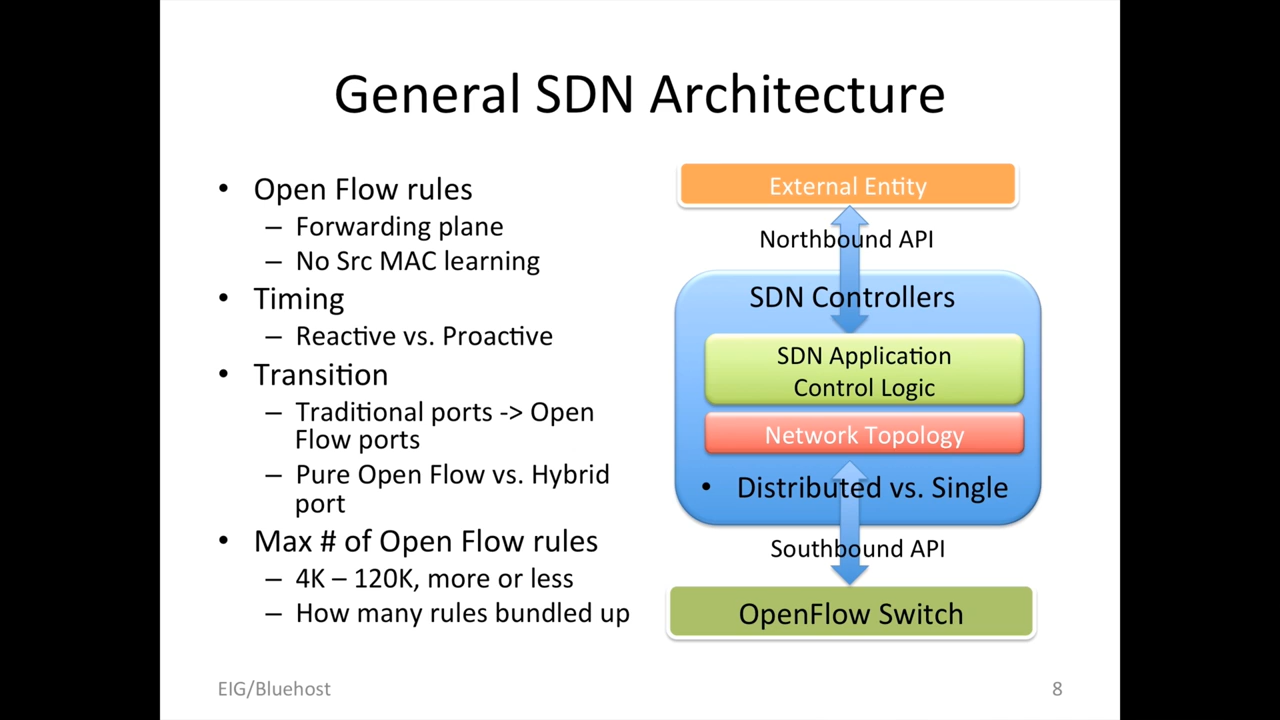 General SDN Architecture
• Open Flow rules
– Forwarding plane
– No Src MAC learning
• Timing
– Reactive vs. Proactive
• Transition
– Traditional ports -> Open
Flow ports
– Pure Open Flow vs. Hybrid
port
• Max # of Open Flow rules
– 4K – 120K, more or less
– How many rules bundled up
External Entity
Northbound API
SDN Controllers
SDN Application
Control Logic
Network Topology
• Distributed vs. Single
Southbound API
OpenFlow Switch
EIG/Bluehost
8